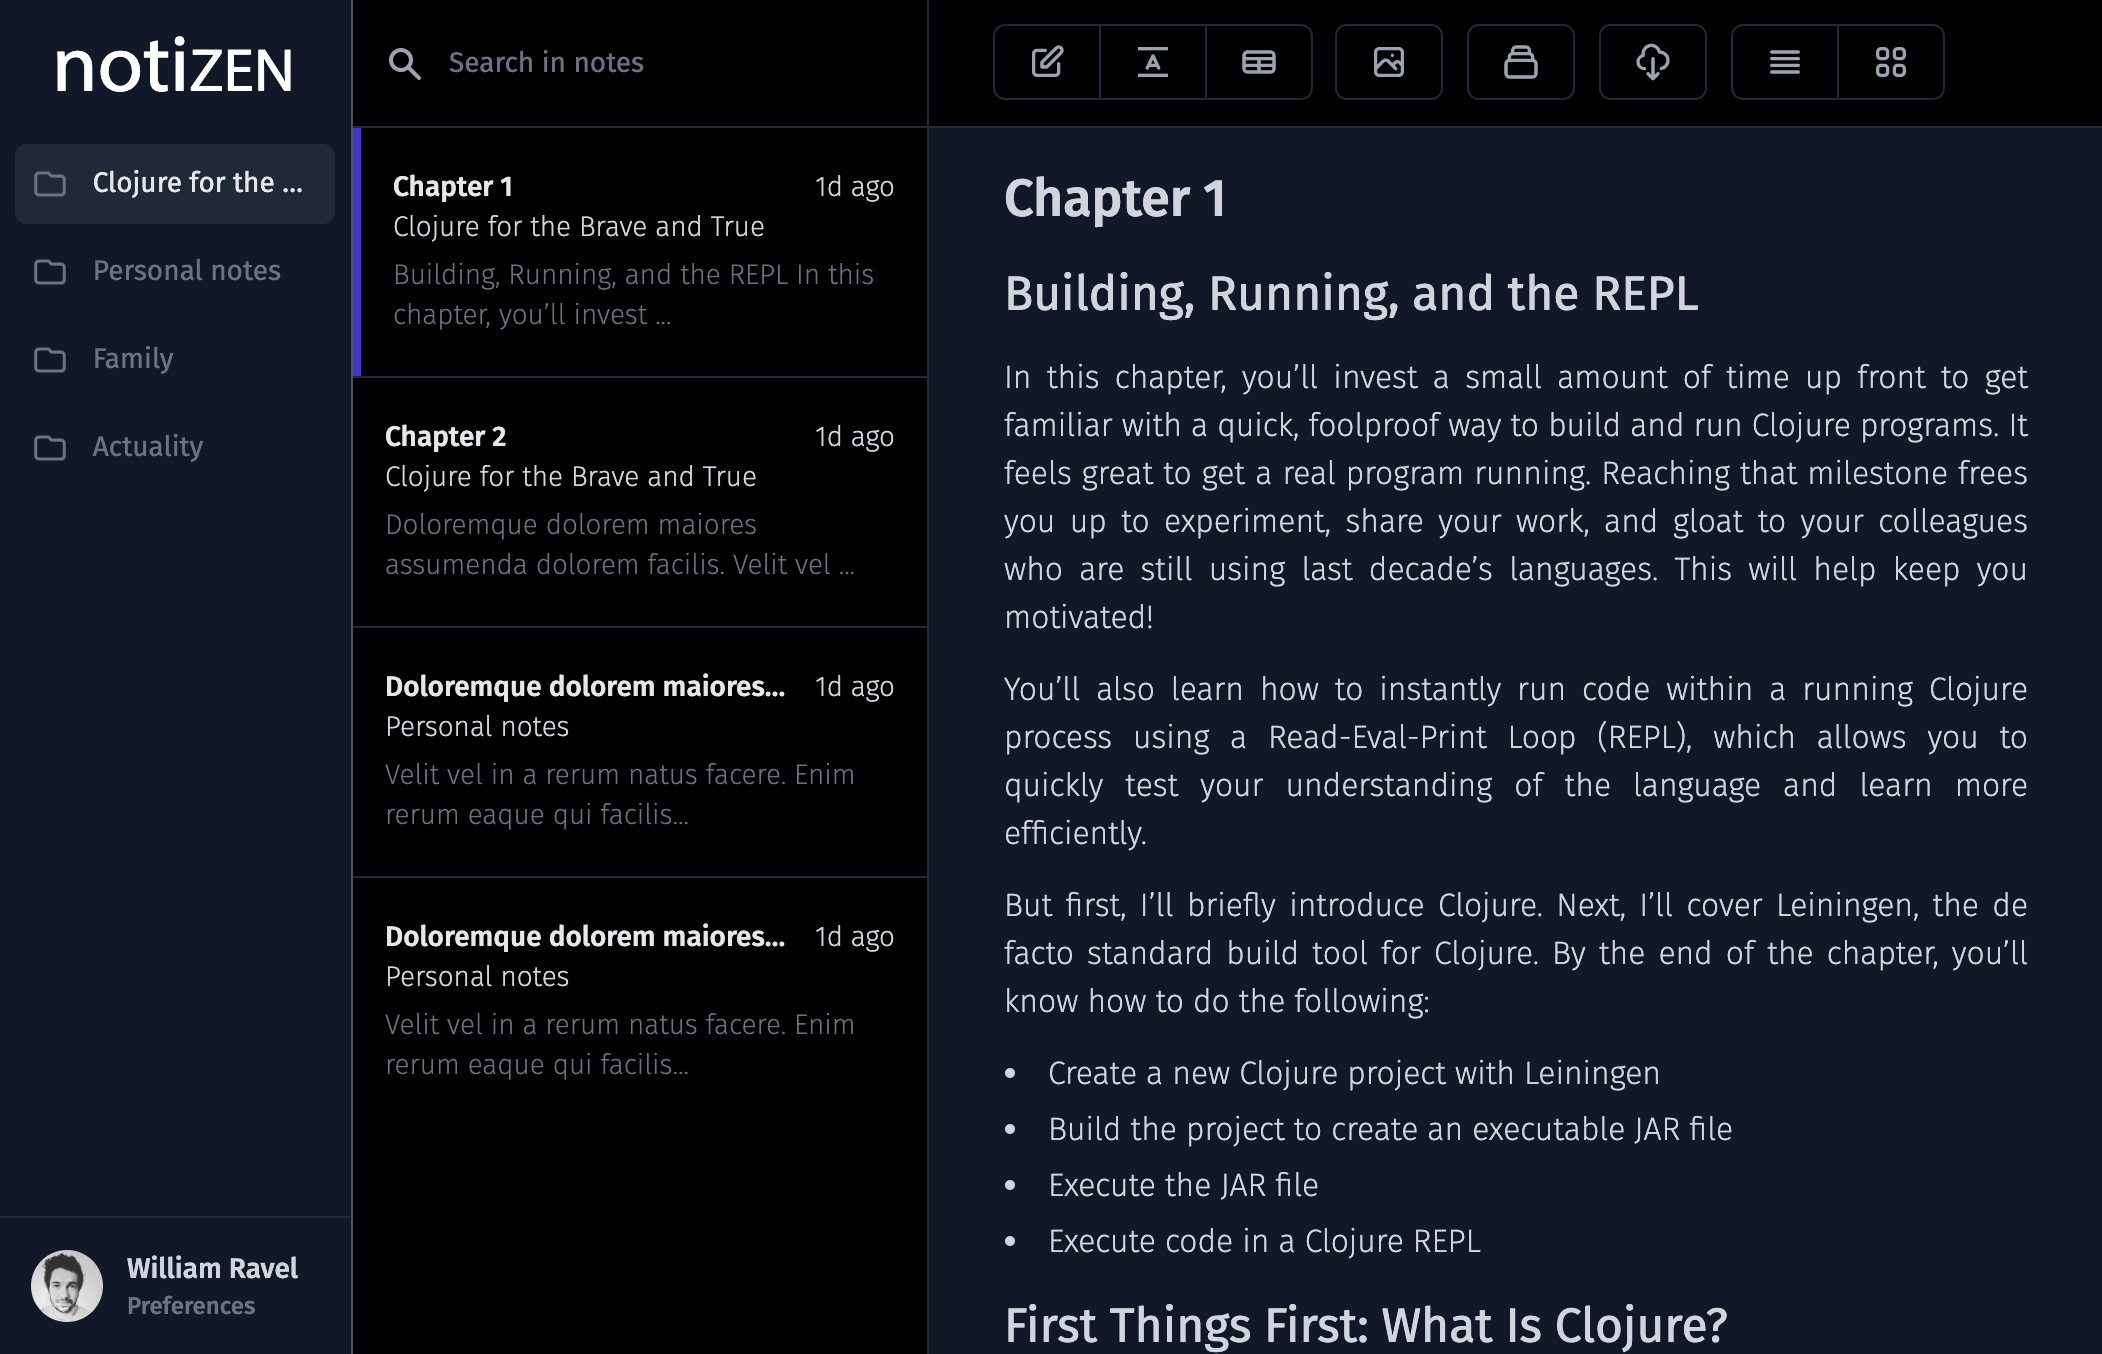 notiZEN
Clojure for the ...
Personal notes
Family
Actuality
William Ravel
Preferences
Search in notes
Chapter 1
1d ago
Clojure for the Brave and True
Building, Running, and the REPL In this
chapter, you’ll invest ...
Chapter 2
1d ago
Clojure for the Brave and True
Doloremque dolorem maiores
assumenda dolorem facilis. Velit vel ...
Doloremque dolorem maiores...
1d ago
Personal notes
Velit vel in a rerum natus facere. Enim
rerum eaque qui facilis...
Doloremque dolorem maiores...
1d ago
Personal notes
Velit vel in a rerum natus facere. Enim
rerum eaque qui facilis...
A
Chapter 1
Building, Running, and the REPL
In this chapter, you’ll invest a small amount of time up front to get
familiar with a quick, foolproof way to build and run Clojure programs. It
feels great to get a real program running. Reaching that milestone frees
you up to experiment, share your work, and gloat to your colleagues
who are still using last decade’s languages. This will help keep you
motivated!
You’ll also learn how to instantly run code within a running Clojure
process using a Read-Eval-Print Loop (REPL), which allows you to
quickly test your understanding of the language and learn more
efficiently.
But first, I’ll briefly introduce Clojure. Next, I’ll cover Leiningen, the de
facto standard build tool for Clojure. By the end of the chapter, you’ll
know how to do the following:
• Create a new Clojure project with Leiningen
• Build the project to create an executable JAR file
• Execute the JAR file
• Execute code in a Clojure REPL
First Things First: What Is Clojure?